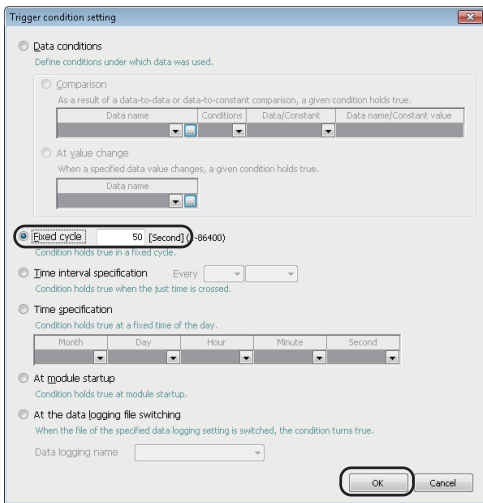 Trigger condition setting
Data conditions
Define conditions under which data was used.
Comparison
As a result of a data-to-data or data-to-constant comparison, a given condition holds true.
Data name Conditions Data/Constant Data name/Constant value
At value change
When a specified data value changes, a given condition holds true.
Data name
Fixed cycle 50 [Second] -86400)
Condition holds true in a fixed cycle.
Time interval specification Every
Condition holds true when the just time is crossed.
Time specification
Condition holds true at a fixed time of the day.
Month Day Hour Minute Second
At module startup
Condition holds true at module startup.
At the data logging file switching
When the file of the specified data logging setting is switched, the condition turns true.
Data logging name
OK Cancel